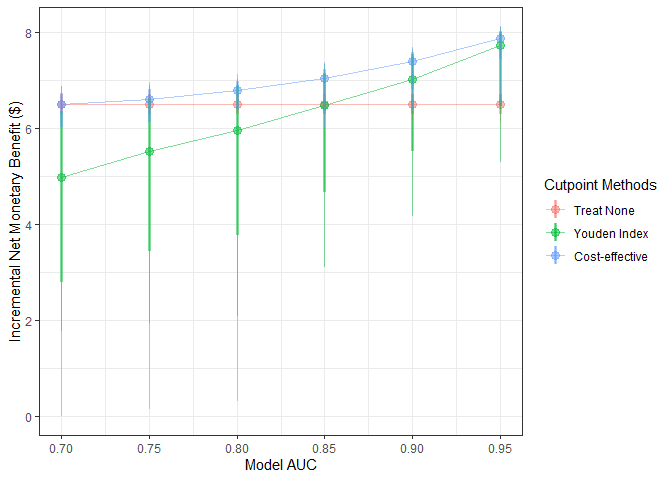 Incremental Net Monetary Benefit ($)
8
6
4
2
0
0.70 0.75 0.80 0.85 0.90 0.95
Model AUC
Cutpoint Methods
Treat None
Youden Index
Cost-effective